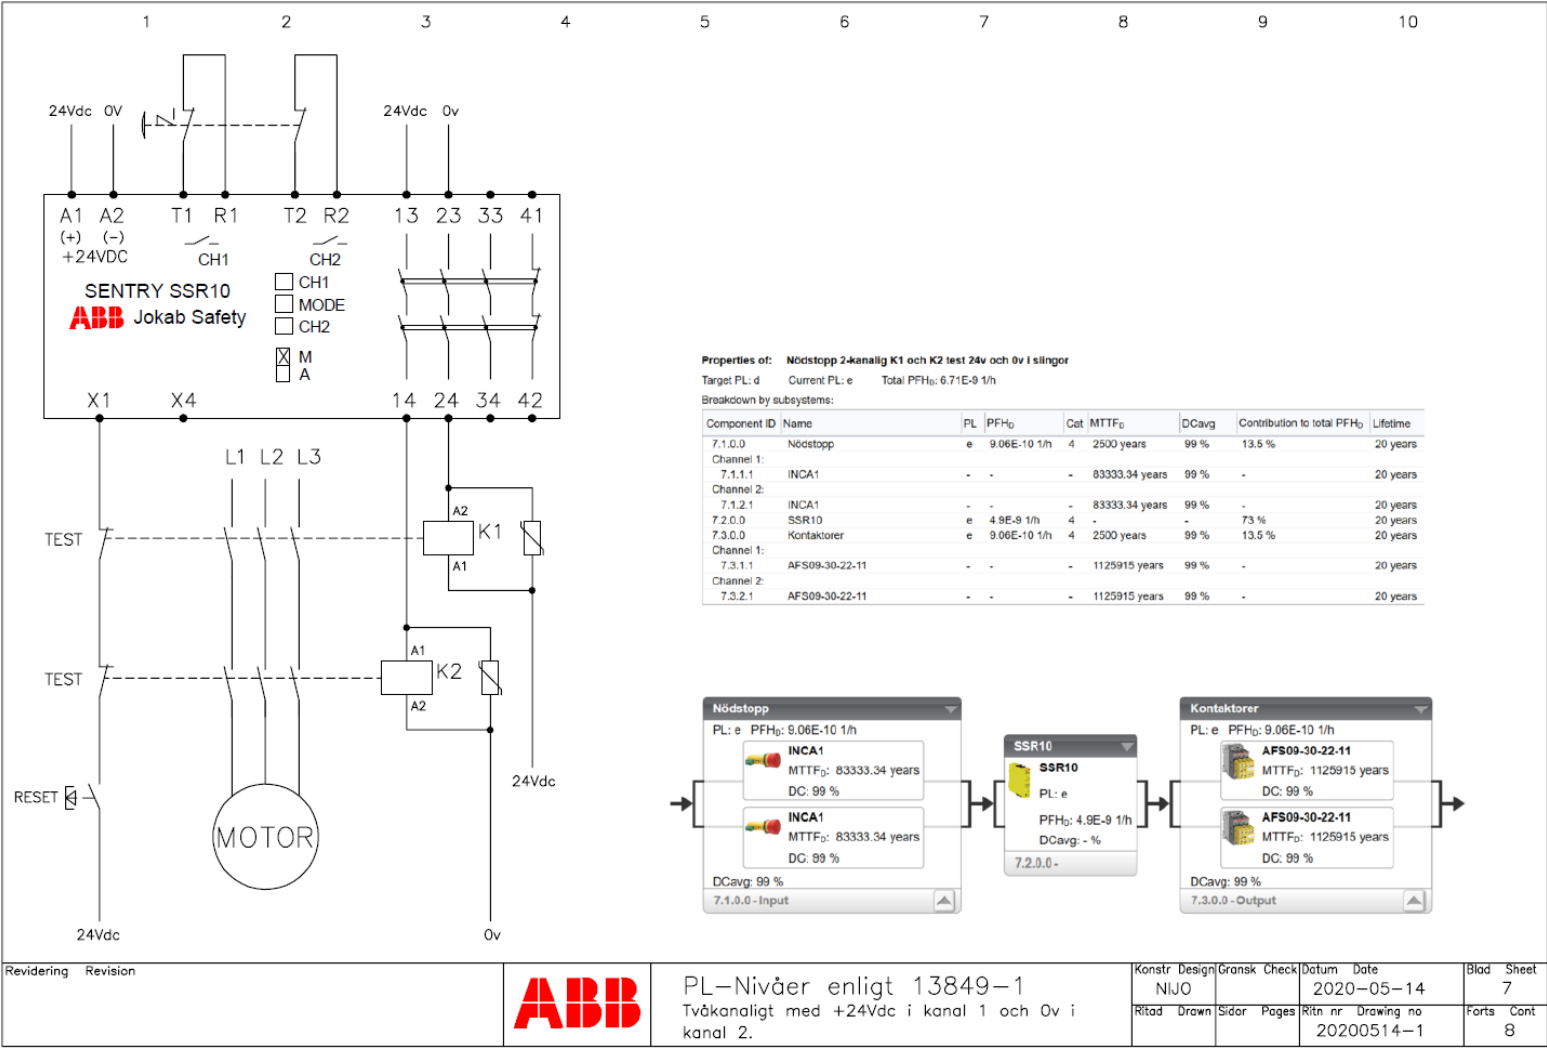 1 2 3 4 5 6 7 8 9 10
24Vdc 0V 24Vdc 0v
A1 A2 T1 R1 T2 R2 13 23 33 41
(+) (-)
+24VDC CH1 CH2
CH1
SENTRY SSR10
MODE
ABB Jokab Safety
CH2
X M
A
X1 X4 14 24 34 42
L1 L2 L3
A2
TEST K1
A1
A1
TEST K2
A2
24Vdc
RESET
MOTOR
24Vdc 0v
Properties of: Nödstopp 2-kanalig K1 och K2 test 24v och 0v i slingor
Target PL: d Current PL: e Total PFHD: 6.71E-9 1/h
Breakdown by subsystems:
Component ID Name PL PFHD Cat MTTFD DCavg Contribution to total PFHD Lifetime
7.1.0.0 Nödstopp e 9.06E-10 1/h 4 2500 years 99 % 13.5 % 20 years
Channel 1:
7.1.1.1 INCA1 - - - 83333.34 years 99 % - 20 years
Channel 2:
7.1.2.1 INCA1 - - - 83333.34 years 99 % - 20 years
7.2.0.0 SSR10 e 4.9E-9 1/h 4 - - 73 % 20 years
7.3.0.0 Kontaktorer e 9.06E-10 1/h 4 2500 years 99 % 13.5 % 20 years
Channel 1:
7.3.1.1 AFS09-30-22-11 - - - 1125915 years 99 % - 20 years
Channel 2:
7.3.2.1 AFS09-30-22-11 - - - 1125915 years 99 % - 20 years
Nödstopp
PL: e PFHD: 9.06E-10 1/h
INCA1
MTTFD: 83333.34 years
DC: 99 %
INCA1
MTTFD: 83333.34 years
DC: 99 %
DCavg: 99 %
7.1.0.0 - Input
SSR10
SSR10
PL: e
PFHD: 4.9E-9 1/h
DCavg: - %
7.2.0.0 -
Kontaktorer
PL: e PFHD: 9.06E-10 1/h
AFS09-30-22-11
MTTFD: 1125915 years
DC: 99 %
AFS09-30-22-11
MTTFD: 1125915 years
DC: 99 %
DCavg: 99 %
7.3.0.0 - Output
Revidering Revision
ABB
PL-Nivåer enligt 13849-1
Tvåkanaligt med +24Vdc i kanal 1 och 0v i
kanal 2.
Konstr Design Gransk Check Datum Date Blad Sheet
NIJO 2020-05-14 7
Ritad Drawn Sidor Pages Ritn nr Drawing no Forts Cont
20200514-1 8